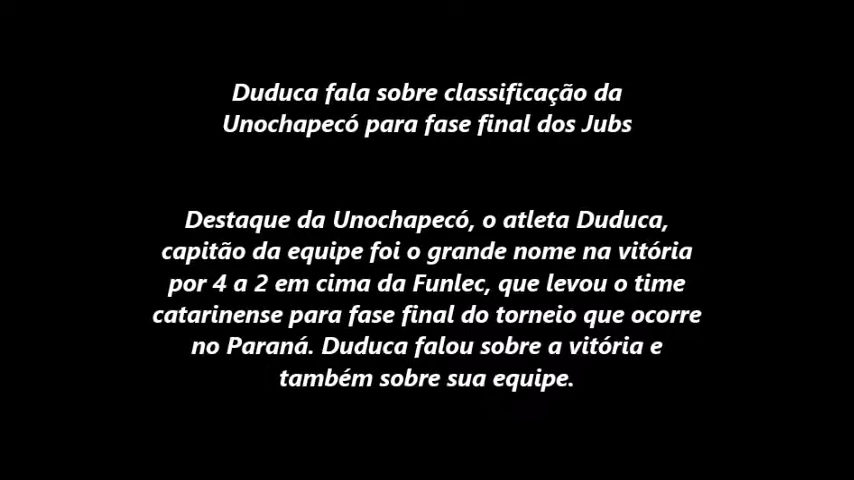 Duduca fala sobre classificação da
Unochapecó para fase final dos Jubs
Destaque da Unochapecó, o atleta Duduca,
capitão da equipe foi o grande nome na vitória
por 4 a 2 em cima da Funlec, que levou o time
catarinense para fase final do torneio que ocorre
no Paraná. Duduca falou sobre a vitória e
também sobre sua equipe.